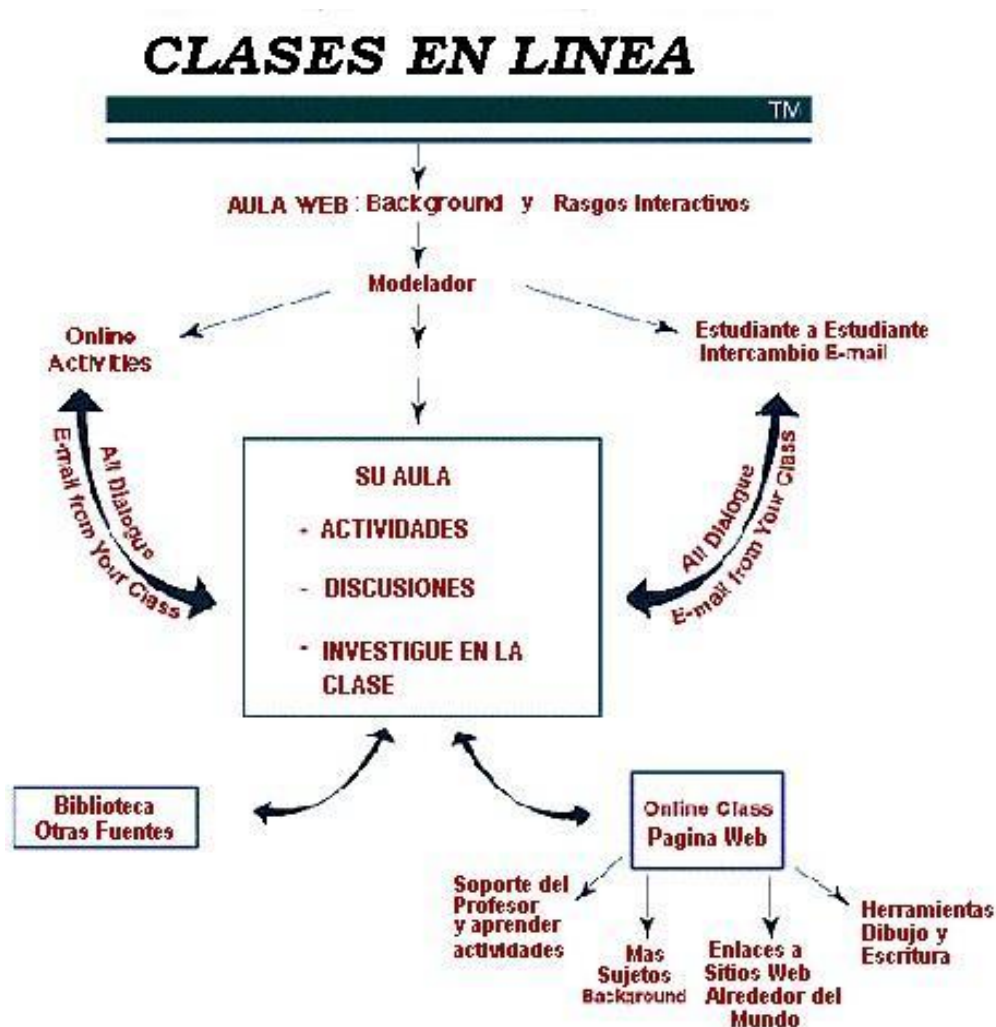 CLASES EN LINEA
TM
AULA WEB: Background y Rasgos Interactivos
Modelador
Online
Activities
Estudiante a Estudiante
Intercambio E-mail
All Dialogue
E-mail from Your Class
All Dialogue
E-mail from Your Class
SU AULA
- ACTIVIDADES
- DISCUSIONES
- INVESTIGUE EN LA
CLASE
Biblioteca
Otras Fuentes
Online Class
Pagina Web
Soporte del
Profesor
y aprender
actividades
Mas
Sujetos
Background
Enlaces a
Sitios Web
Alrededor del
Mundo
Herramientas
Dibujo y
Escritura